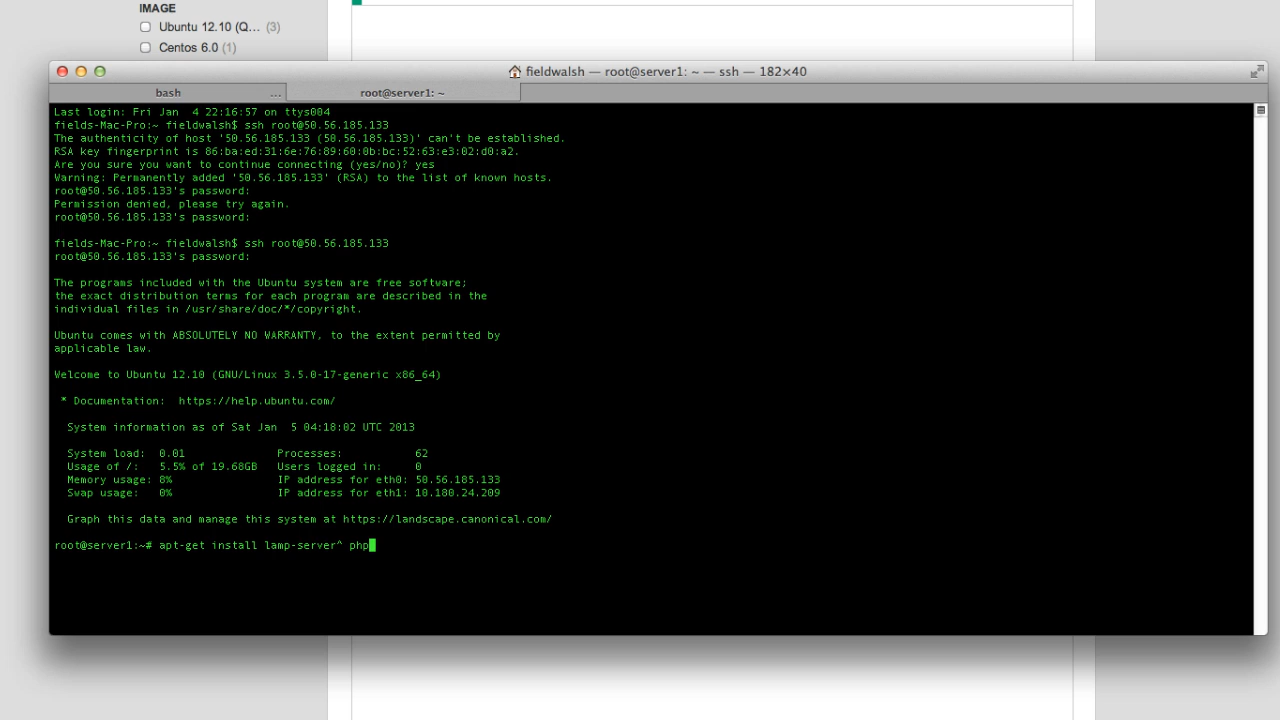 IMAGE
Ubuntu 12.10 (Q... (3)
Centos 6.0 (1)
fieldwalsh — root@server1: ~ — ssh — 182×40
bash ... root@server1: ~
Last login: Fri Jan  4 22:16:57 on ttys004
fields-Mac-Pro:~ fieldwalsh$ ssh root@50.56.185.133
The authenticity of host '50.56.185.133 (50.56.185.133)' can't be established.
RSA key fingerprint is 86:ba:ed:31:6e:76:89:60:0b:bc:52:63:e3:02:d0:a2.
Are you sure you want to continue connecting (yes/no)? yes
Warning: Permanently added '50.56.185.133' (RSA) to the list of known hosts.
root@50.56.185.133's password:
Permission denied, please try again.
root@50.56.185.133's password:
fields-Mac-Pro:~ fieldwalsh$ ssh root@50.56.185.133
root@50.56.185.133's password:
The programs included with the Ubuntu system are free software;
the exact distribution terms for each program are described in the
individual files in /usr/share/doc/*/copyright.
Ubuntu comes with ABSOLUTELY NO WARRANTY, to the extent permitted by
applicable law.
Welcome to Ubuntu 12.10 (GNU/Linux 3.5.0-17-generic x86_64)
* Documentation:  https://help.ubuntu.com/
System information as of Sat Jan  5 04:18:02 UTC 2013
System load:  0.01 Processes: 62
Usage of /:   5.5% of 19.68GB Users logged in: 0
Memory usage: 8% IP address for eth0: 50.56.185.133
Swap usage:   0% IP address for eth1: 10.180.24.209
Graph this data and manage this system at https://landscape.canonical.com/
root@server1:~# apt-get install lamp-server^ php